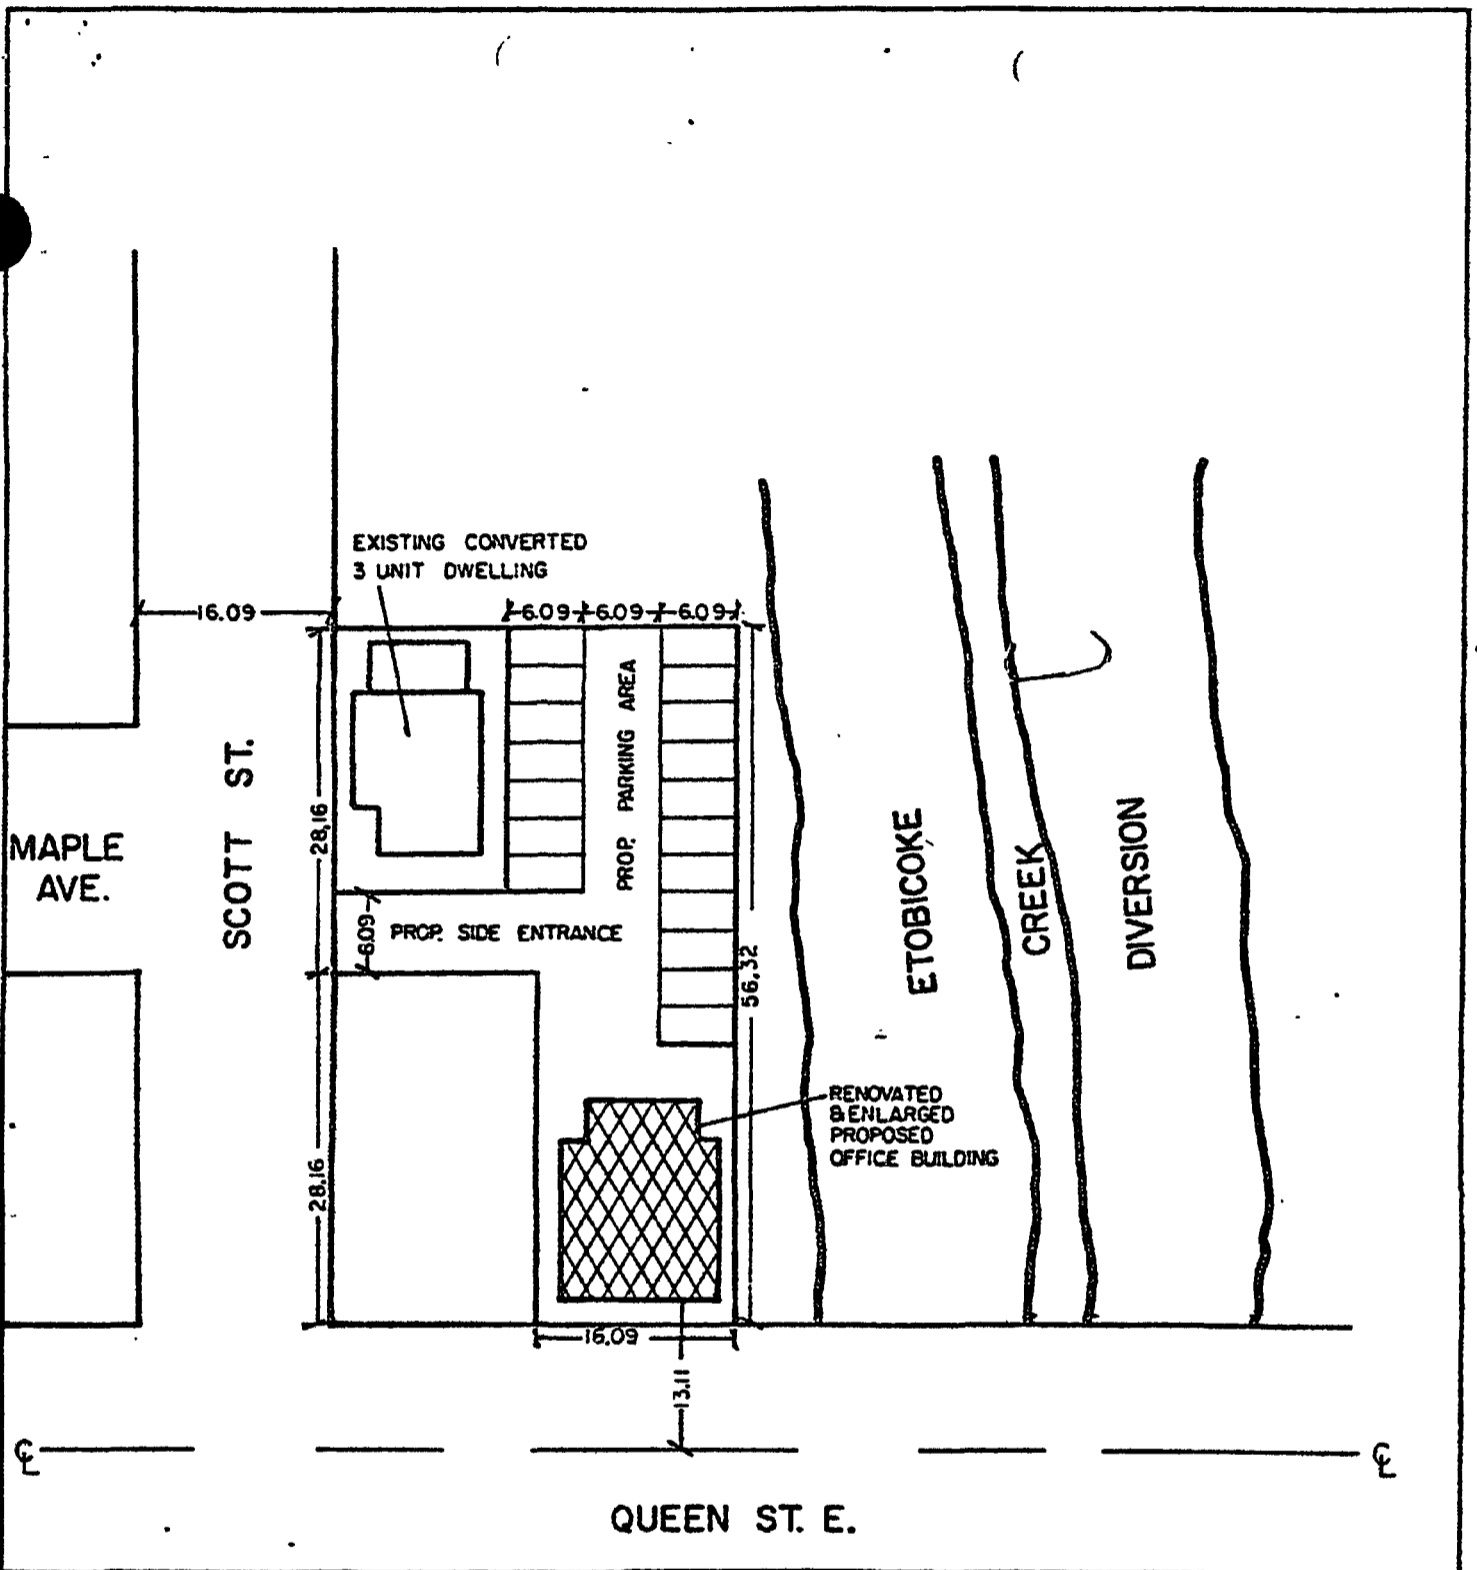 EXISTING CONVERTED
3 UNIT DWELLING
16.09
6.09
6.09
6.09
PROP. PARKING AREA
SCOTT ST.
28.16
MAPLE
AVE.
6.09
PROP. SIDE ENTRANCE
56.32
ETOBICOKE
CREEK
DIVERSION
RENOVATED
& ENLARGED
PROPOSED
OFFICE BUILDING
28.16
16.09
13.11
℄
℄
QUEEN ST. E.